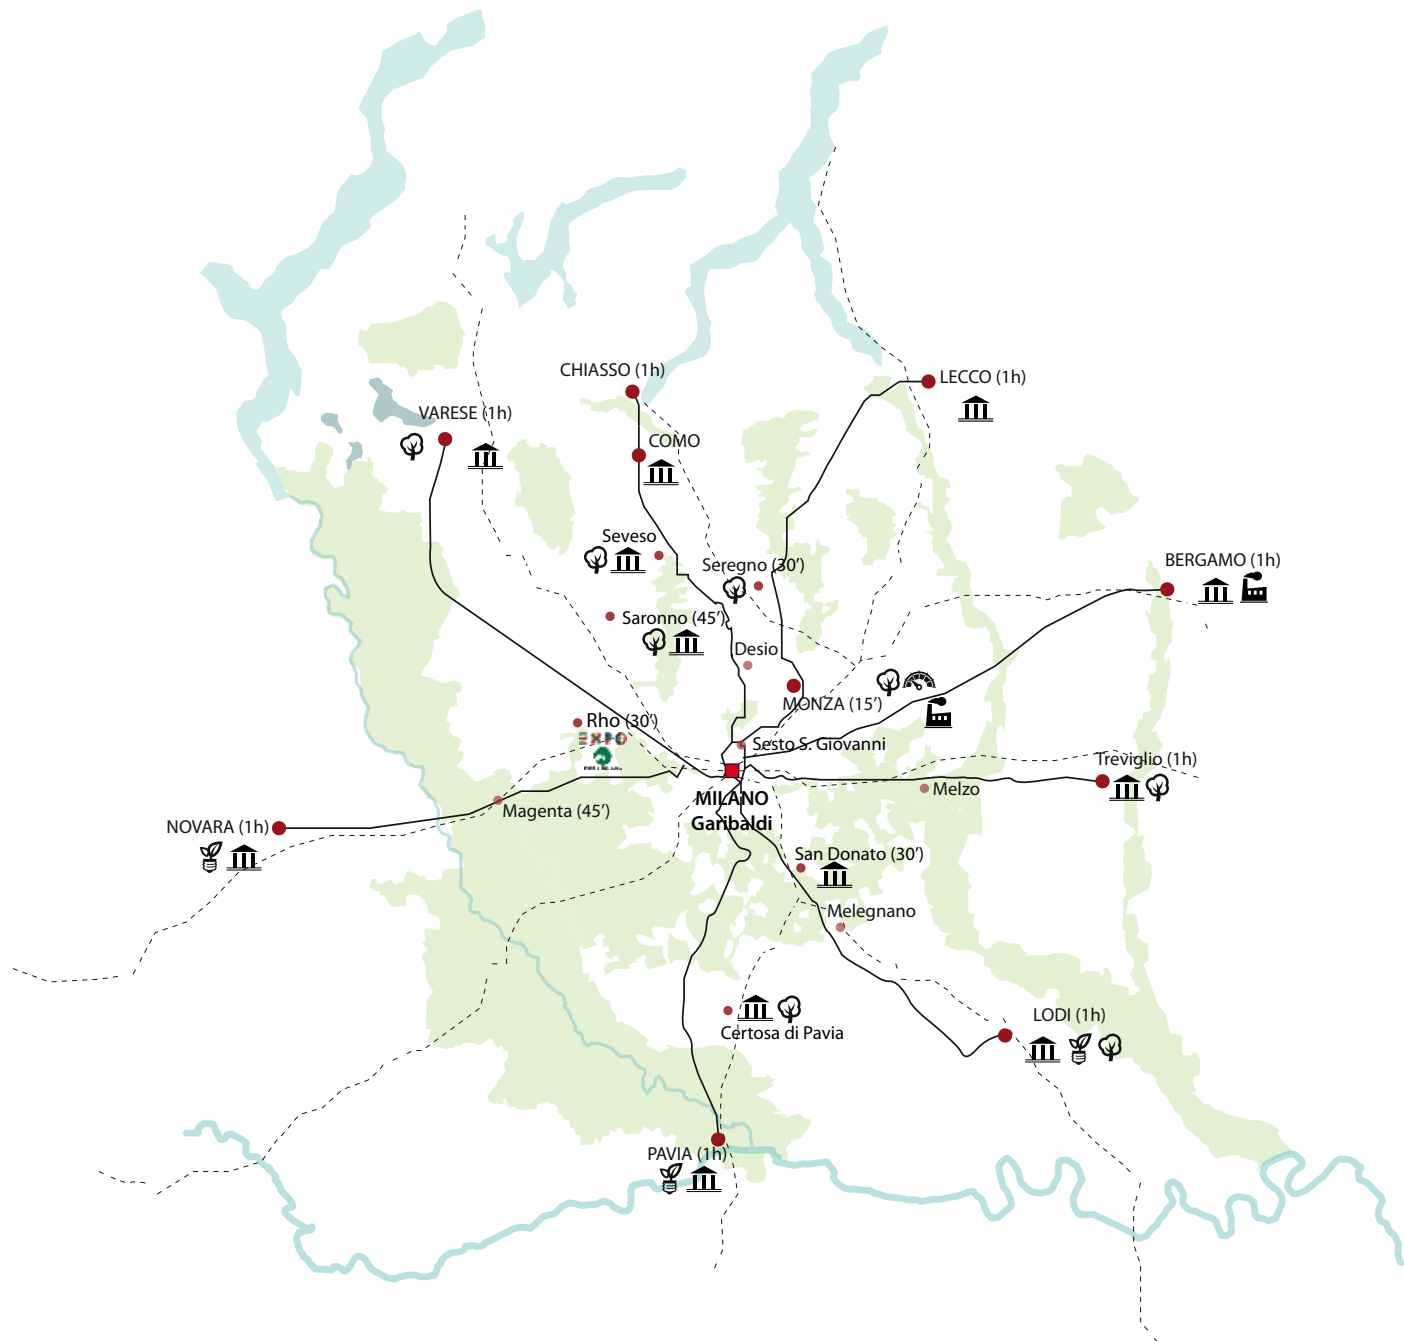 CHIASSO (1h)
LECCO (1h)
VARESE (1h)
COMO
Seveso
Seregno (30’)
BERGAMO (1h)
Saronno (45’)
Desio
MONZA (15’)
Rho (30’)
EXPO
Sesto S. Giovanni
Treviglio (1h)
Melzo
MILANO
Garibaldi
Magenta (45’)
NOVARA (1h)
San Donato (30’)
Melegnano
LODI (1h)
Certosa di Pavia
PAVIA (1h)